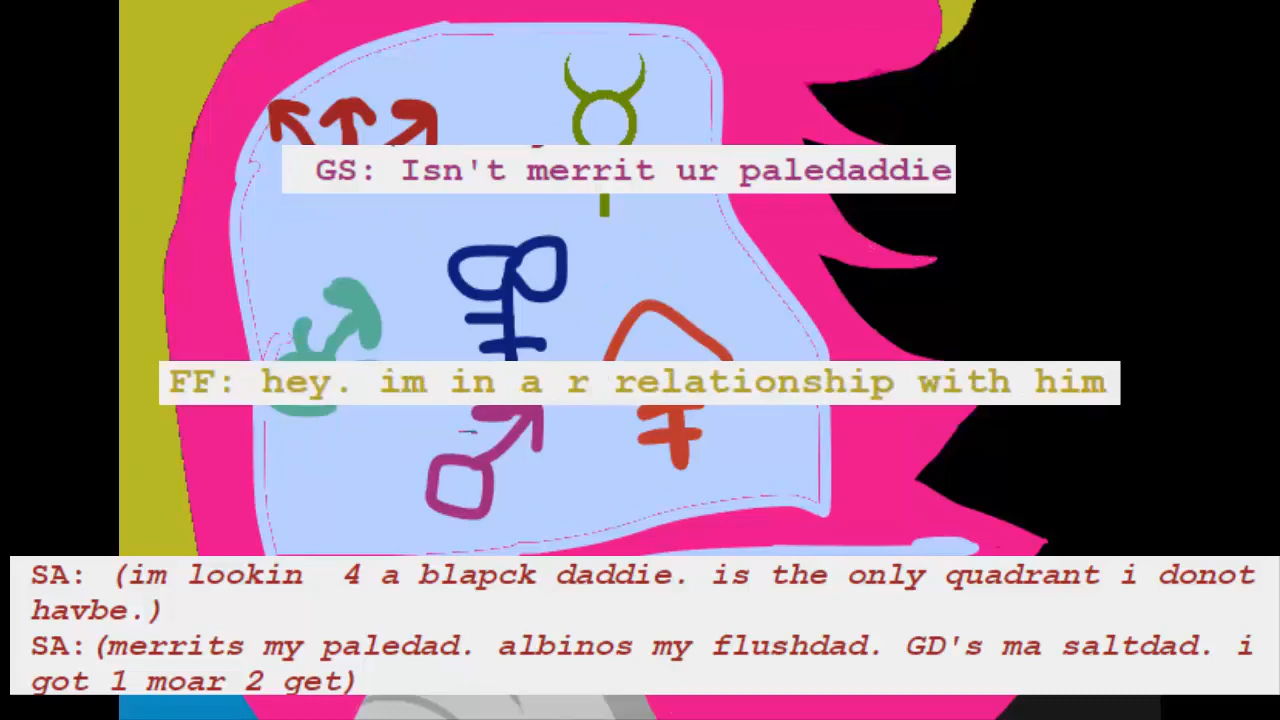 GS: Isn't merrit ur paledaddie
FF: hey. im in a r relationship with him
SA: (im lookin 4 a blapck daddie. is the only quadrant i donot
havbe.)
SA:(merrits my paledad. albinos my flushdad. GD's ma saltdad. i
got 1 moar 2 get)